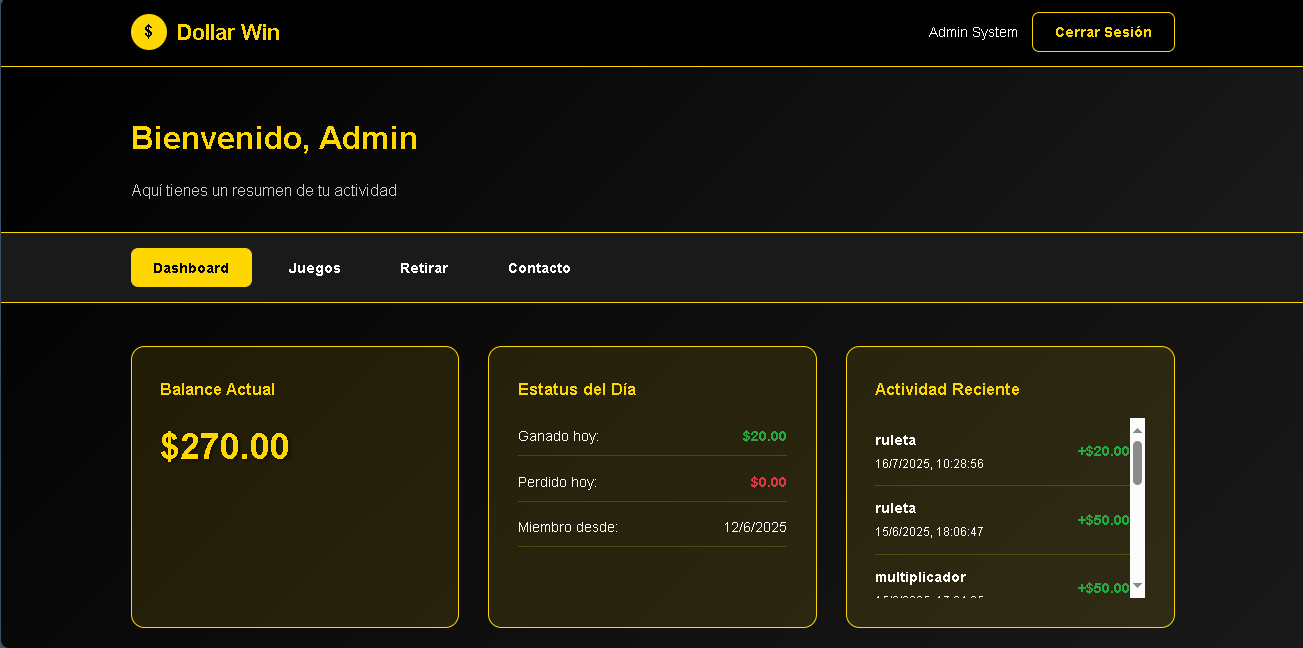 $ Dollar Win
Admin System
Cerrar Sesión
Bienvenido, Admin
Aquí tienes un resumen de tu actividad
Dashboard
Juegos
Retirar
Contacto
Balance Actual
$270.00
Estatus del Día
Ganado hoy: $20.00
Perdido hoy: $0.00
Miembro desde: 12/6/2025
Actividad Reciente
ruleta
16/7/2025, 10:28:56
+$20.00
ruleta
15/6/2025, 18:06:47
+$50.00
multiplicador
+$50.00